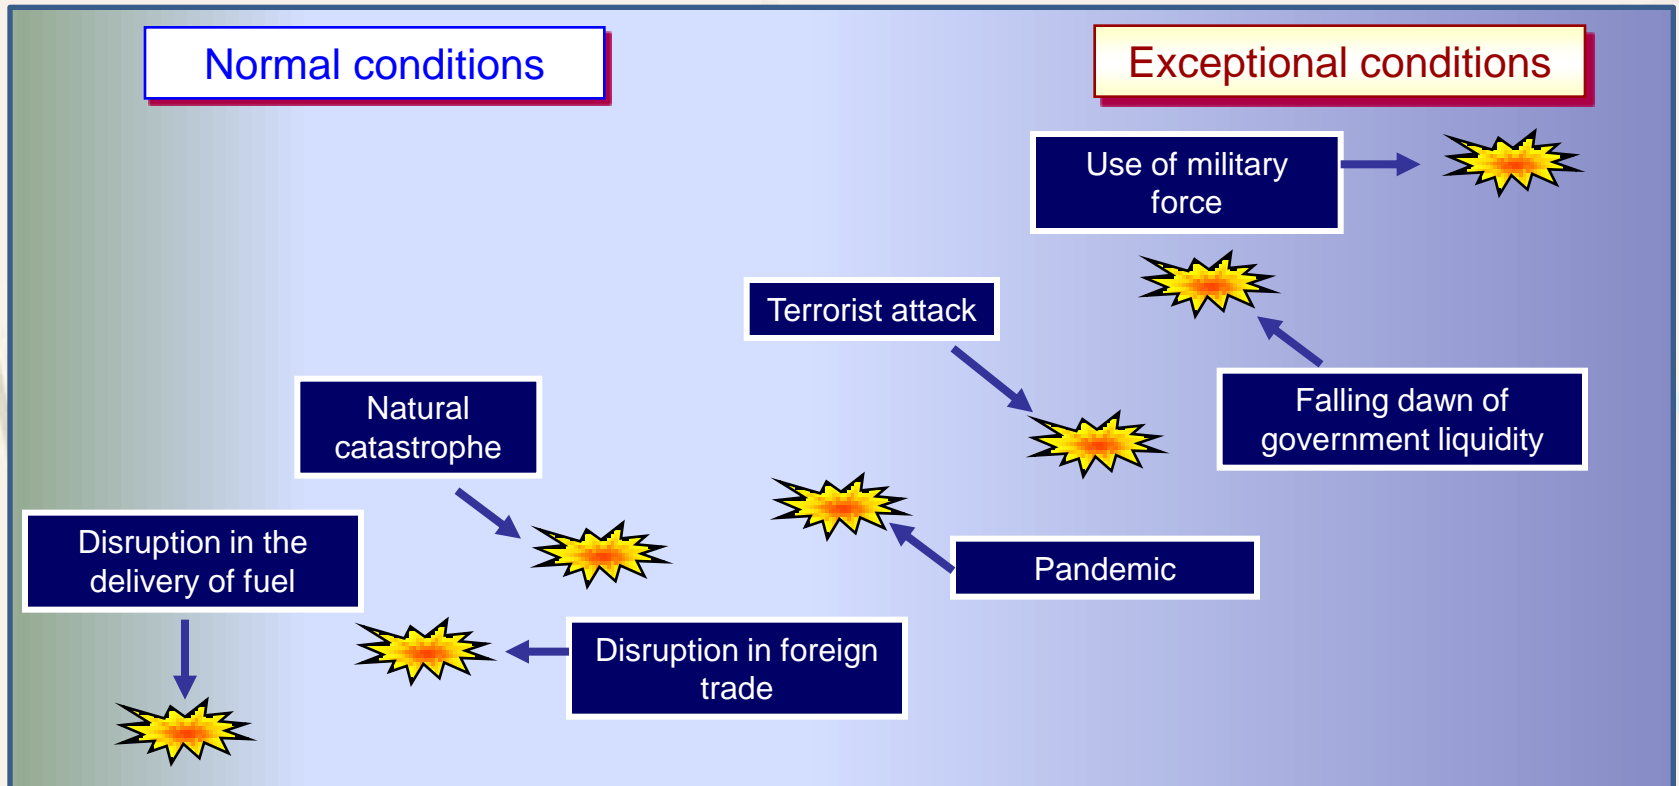 Normal conditions
Exceptional conditions
Use of military
force
Terrorist attack
Falling dawn of
government liquidity
Natural
catastrophe
Disruption in the
delivery of fuel
Pandemic
Disruption in foreign
trade